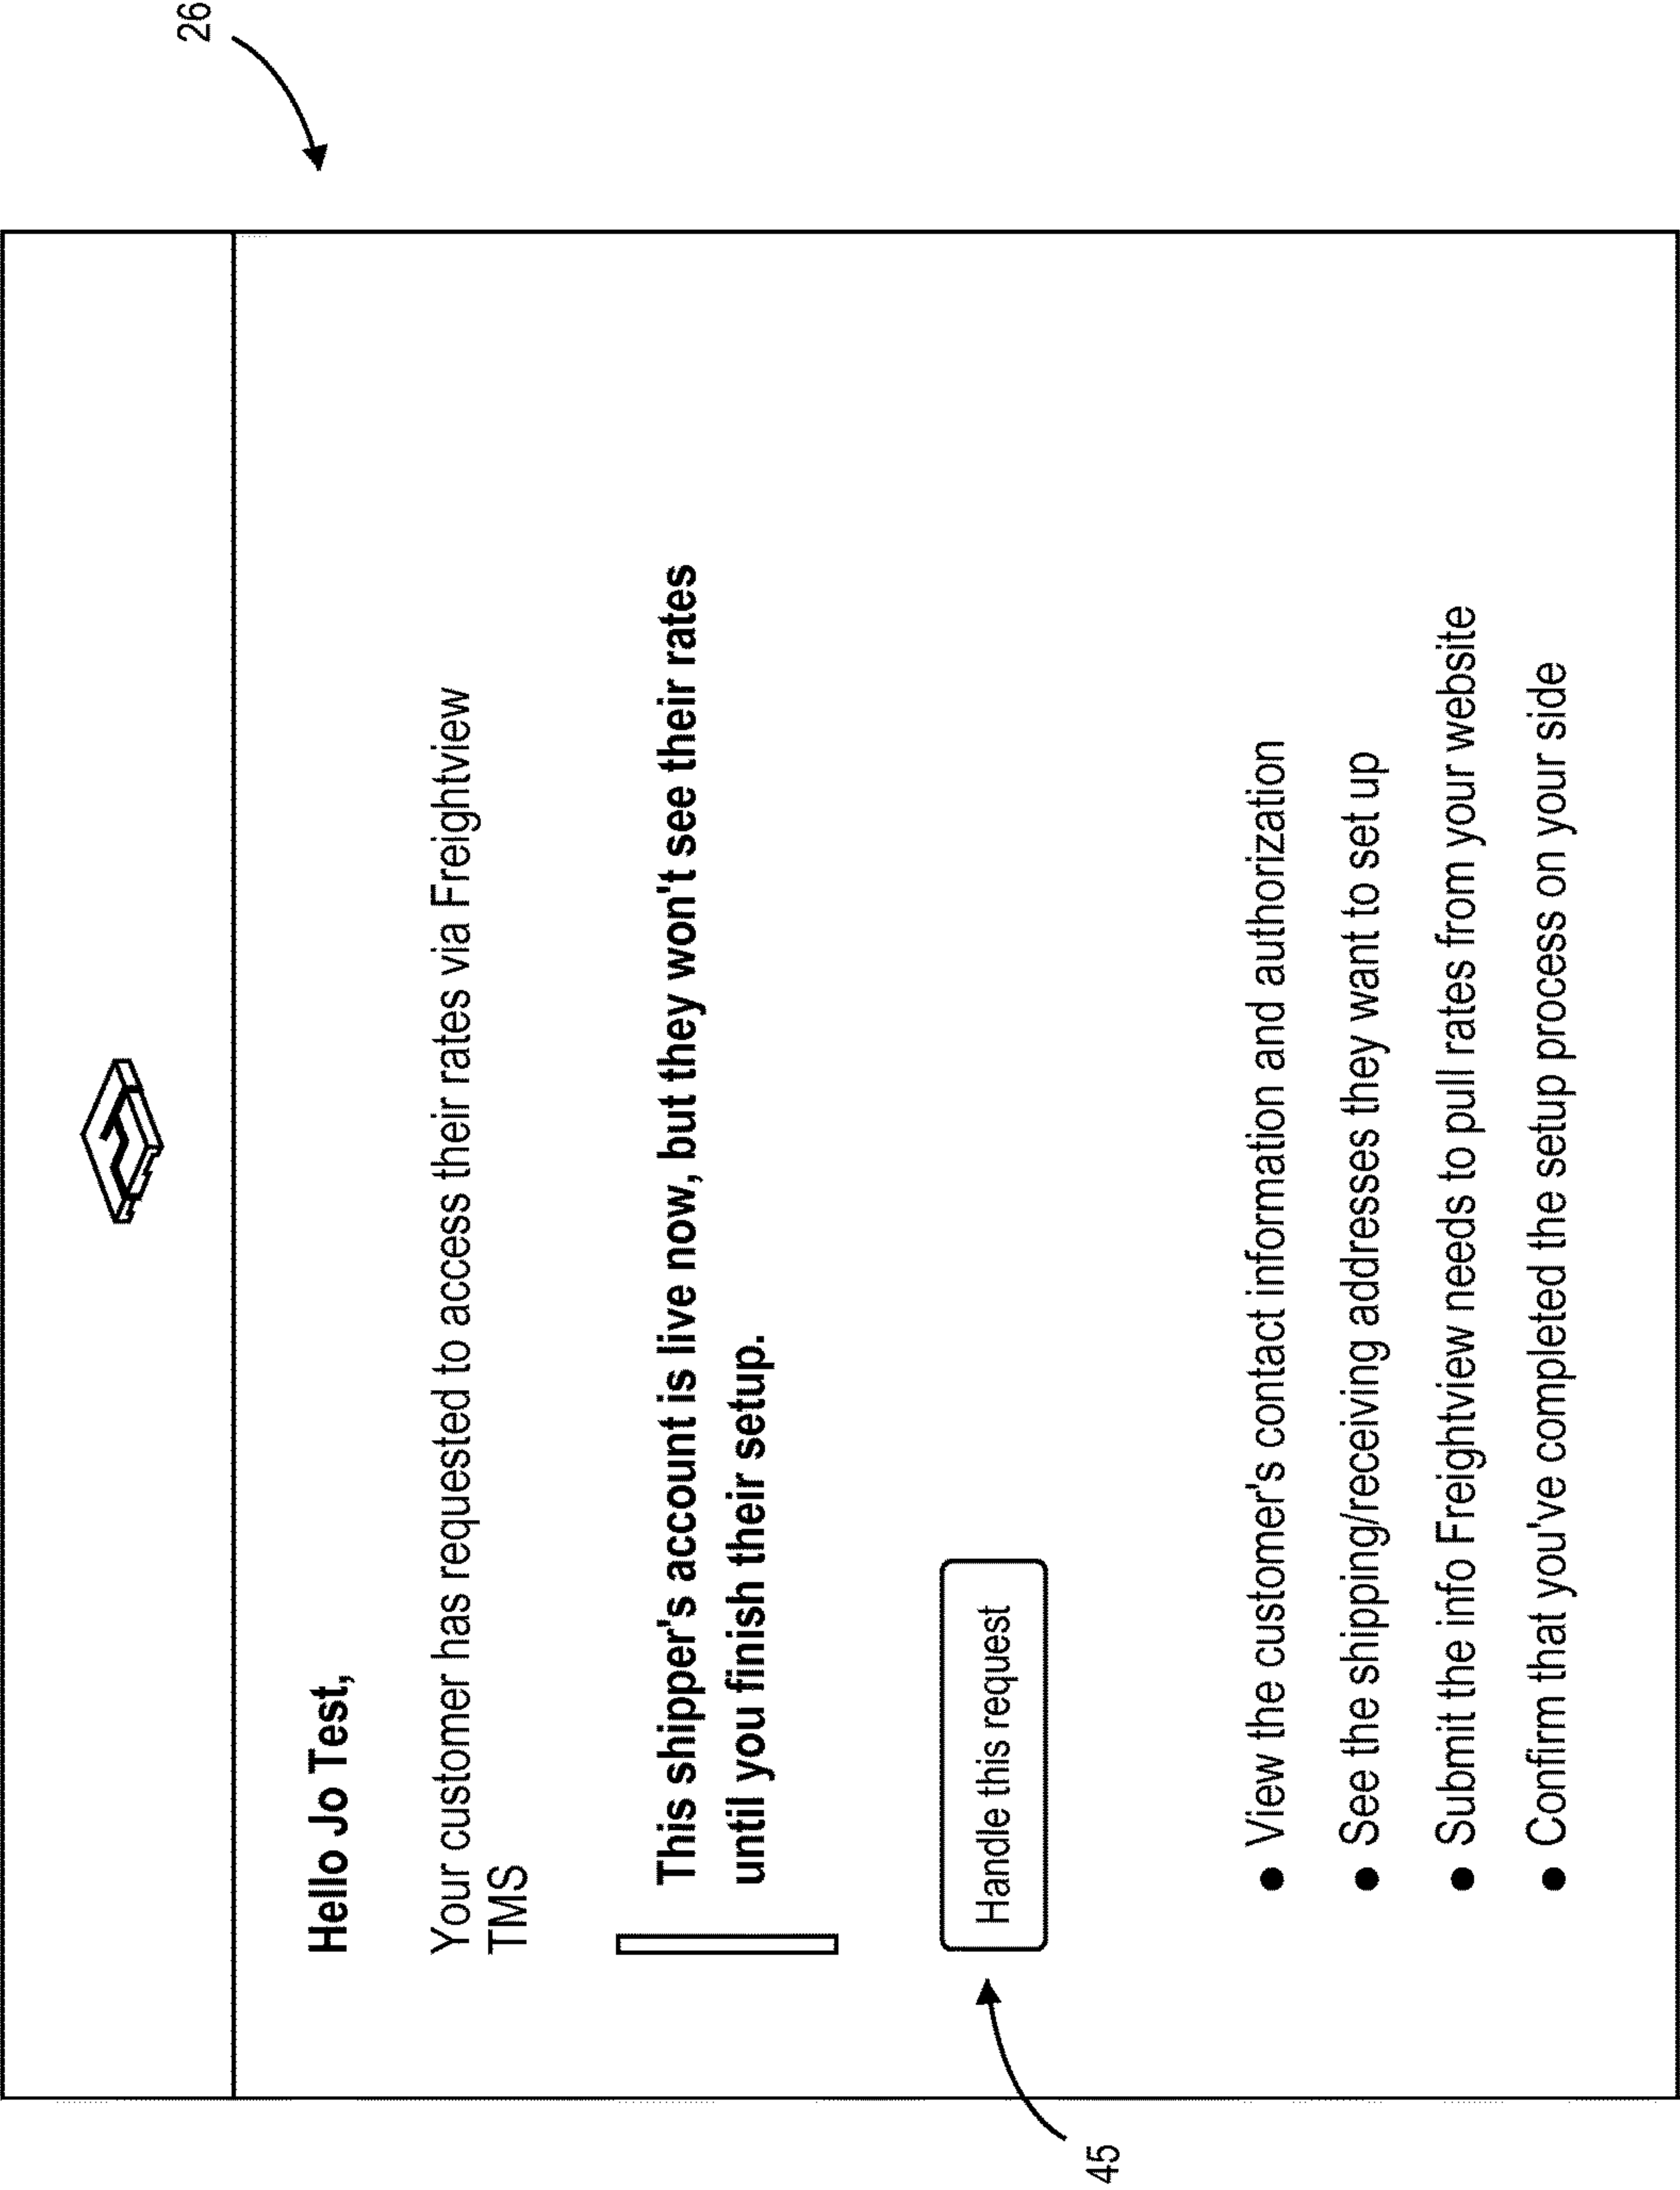 26
Hello Jo Test,
Your customer has requested to access their rates via Freightview
TMS
This shipper's account is live now, but they won't see their rates
until you finish their setup.
Handle this request
45
● View the customer's contact information and authorization
● See the shipping/receiving addresses they want to set up
● Submit the info Freightview needs to pull rates from your website
● Confirm that you've completed the setup process on your side